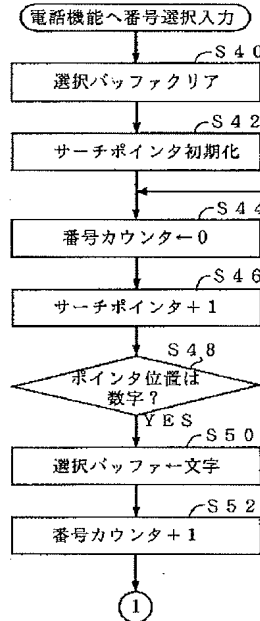 電話機能へ番号選択入力
S40
選択バッファクリア
S42
サーチポインタ初期化
S44
番号カウンタ←0
S46
サーチポインタ+1
S48
ポインタ位置は
数字?
YES
S50
選択バッファ←文字
S52
番号カウンタ+1
1